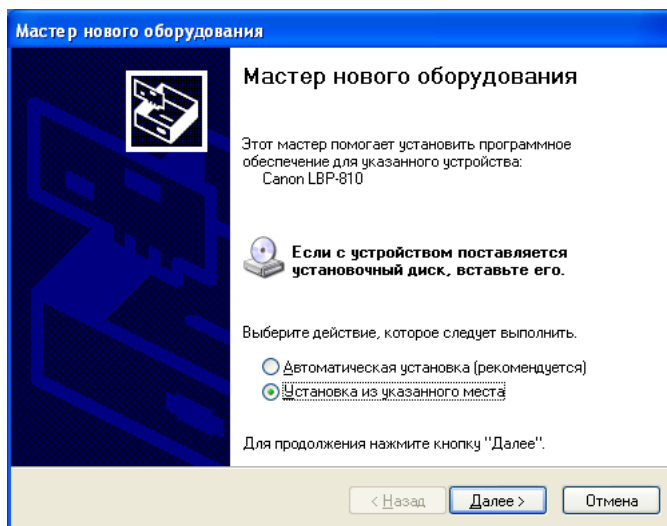 Мастер нового оборудования
Мастер нового оборудования
Этот мастер помогает установить программное
обеспечение для указанного устройства:
Canon LBP-810
Если с устройством поставляется
установочный диск, вставьте его.
Выберите действие, которое следует выполнить.
Автоматическая установка (рекомендуется)
Установка из указанного места
Для продолжения нажмите кнопку "Далее".
< Назад Далее > Отмена